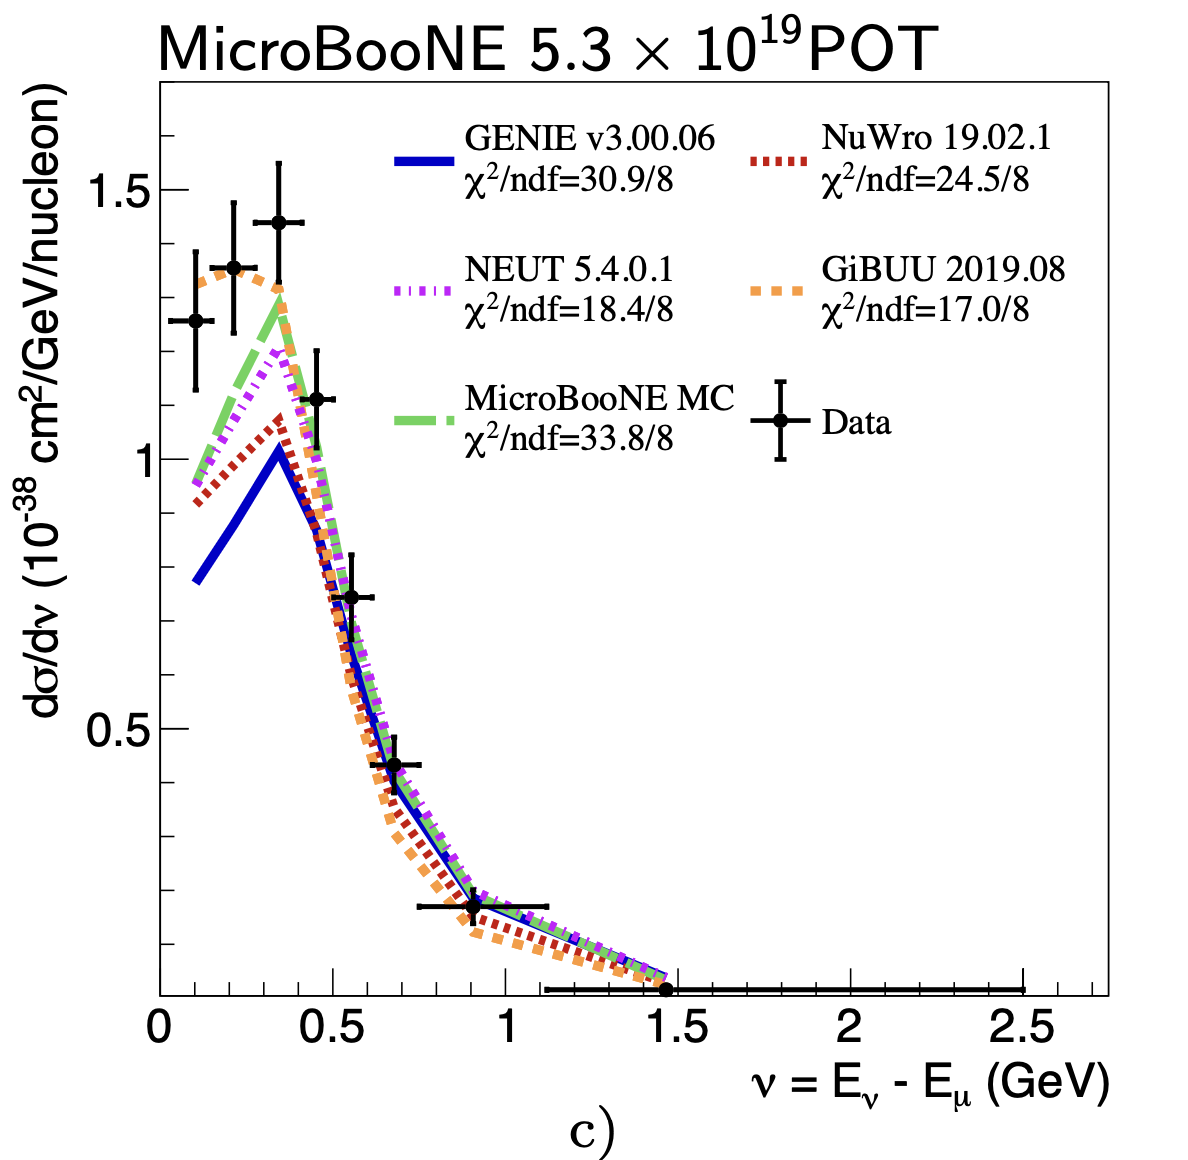 MicroBooNE 5.3 × 10¹⁹POT
GENIE v3.00.06
χ²/ndf=30.9/8
NuWro 19.02.1
χ²/ndf=24.5/8
NEUT 5.4.0.1
χ²/ndf=18.4/8
GiBUU 2019.08
χ²/ndf=17.0/8
MicroBooNE MC
χ²/ndf=33.8/8
Data
dσ/dν (10⁻³⁸ cm²/GeV/nucleon)
1.5
1
0.5
0 0.5 1 1.5 2 2.5
ν = E_ν - E_μ (GeV)
c)